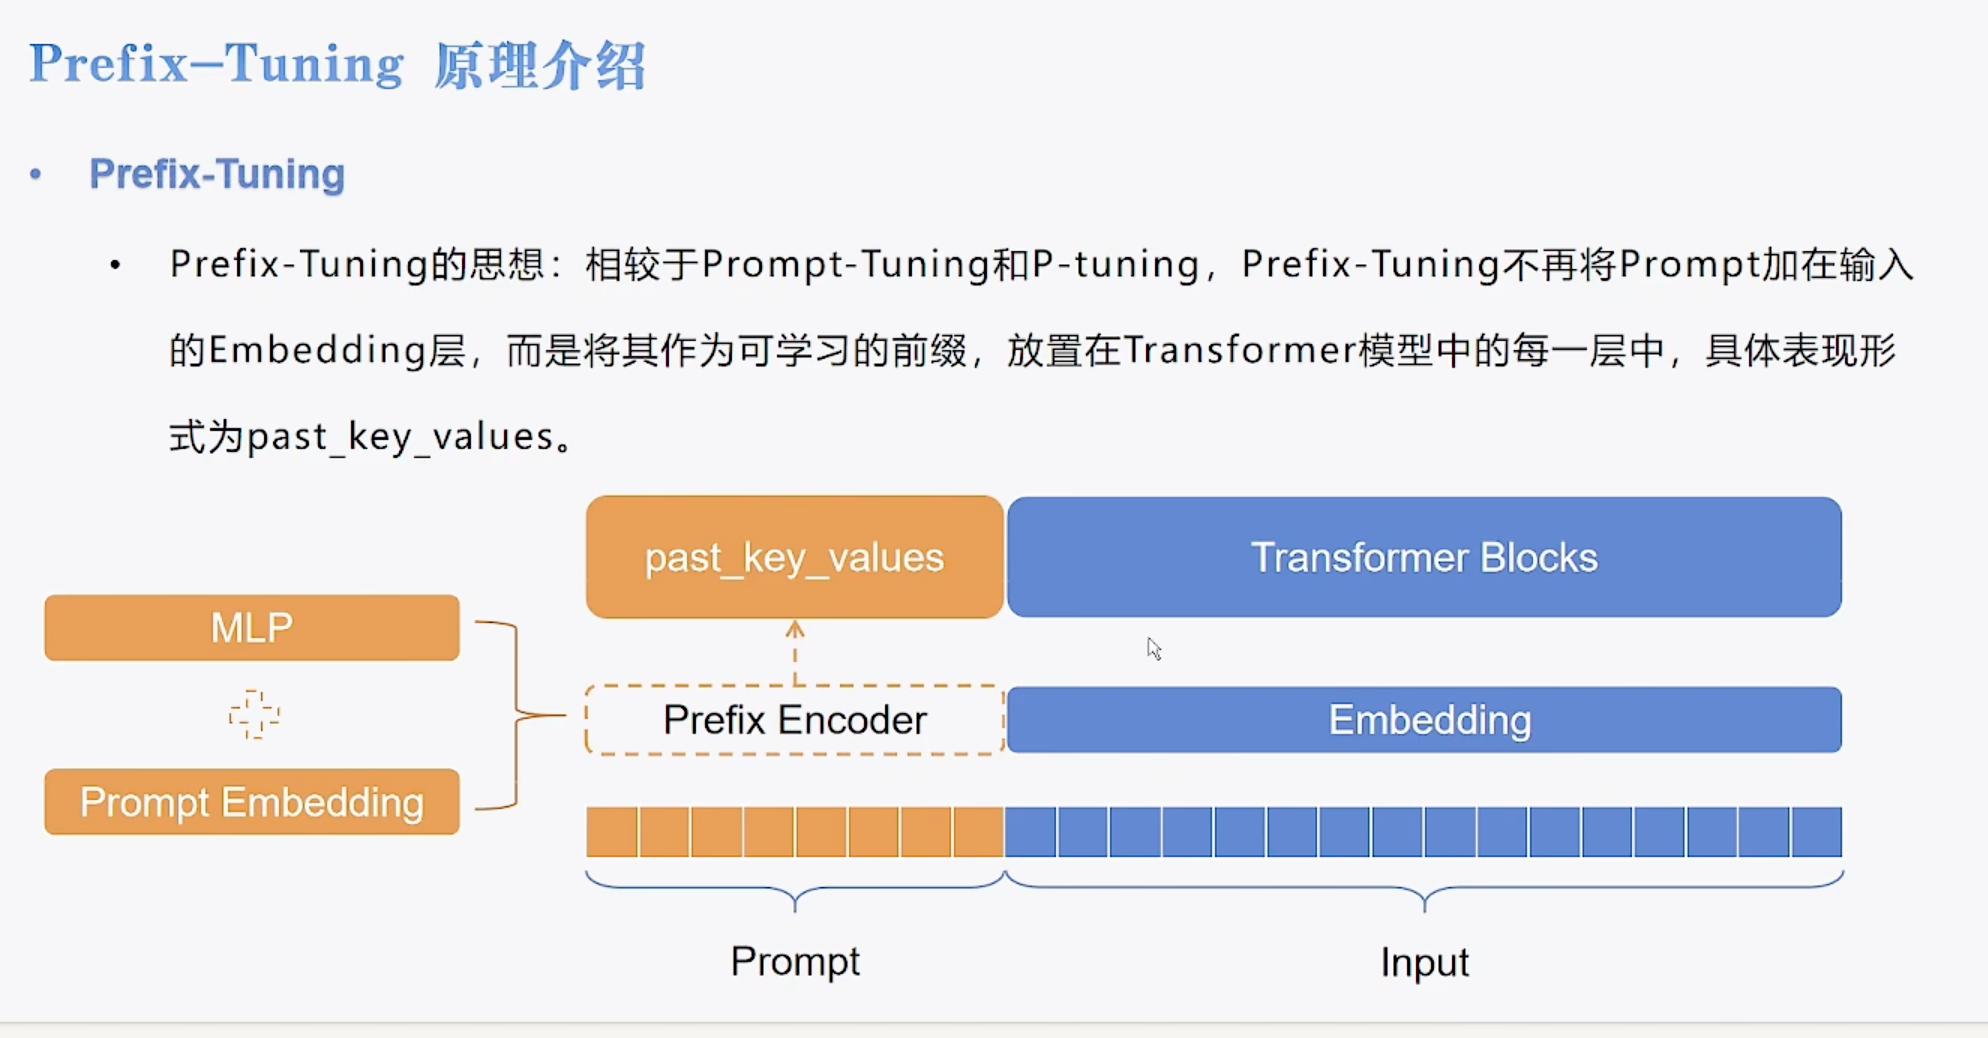 Prefix-Tuning 原理介绍
• Prefix-Tuning
• Prefix-Tuning的思想：相较于Prompt-Tuning和P-tuning，Prefix-Tuning不再将Prompt加在输入
的Embedding层，而是将其作为可学习的前缀，放置在Transformer模型中的每一层中，具体表现形
式为past_key_values。
past_key_values
Transformer Blocks
MLP
Prefix Encoder
Embedding
Prompt Embedding
Prompt
Input